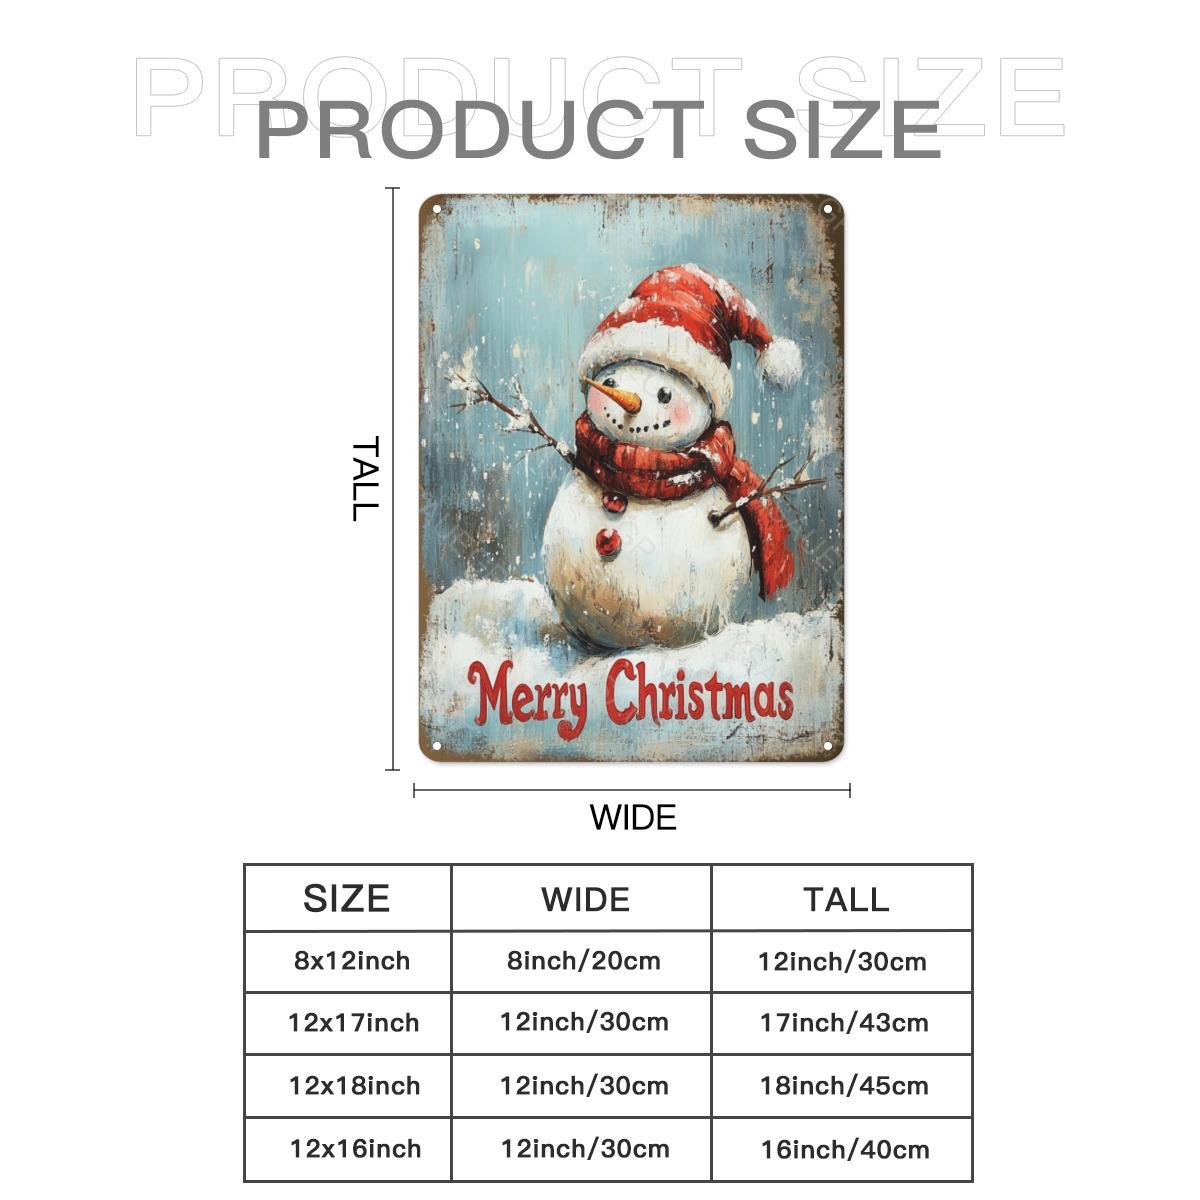 PRODUCT SIZE
PRODUCT SIZE
TALL
Merry Christmas
WIDE
SIZE WIDE TALL
8x12inch 8inch/20cm 12inch/30cm
12x17inch 12inch/30cm 17inch/43cm
12x18inch 12inch/30cm 18inch/45cm
12x16inch 12inch/30cm 16inch/40cm